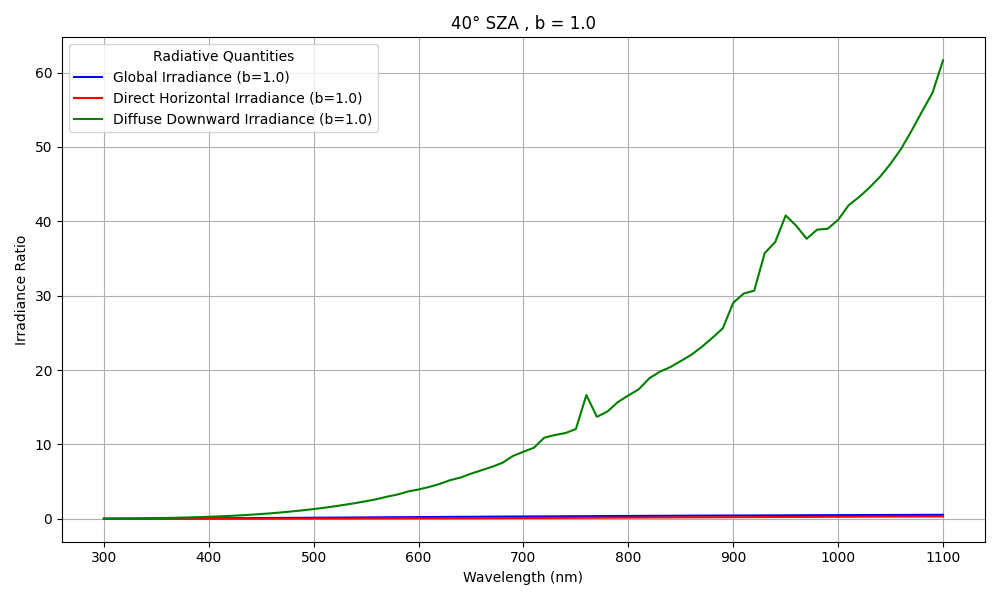 40° SZA , b = 1.0
Radiative Quantities
Global Irradiance (b=1.0)
Direct Horizontal Irradiance (b=1.0)
Diffuse Downward Irradiance (b=1.0)
Irradiance Ratio
60
50
40
30
20
10
0
300 400 500 600 700 800 900 1000 1100
Wavelength (nm)